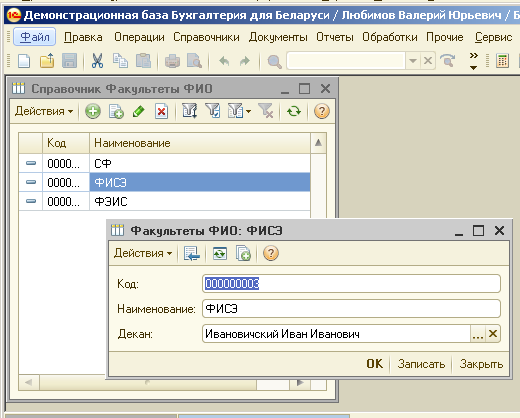 Демонстрационная база Бухгалтерия для Беларуси / Любимов Валерий Юрьевич / Б
Файл Правка Операции Справочники Документы Отчеты Обработки Прочие Сервис
Справочник Факультеты ФИО
Действия
Код Наименование
0000... СФ
0000... ФИСЭ
0000... ФЭИС
Факультеты ФИО: ФИСЭ
Действия
Код: 000000003
Наименование: ФИСЭ
Декан: Ивановичский Иван Иванович ...
OK Записать Закрыть